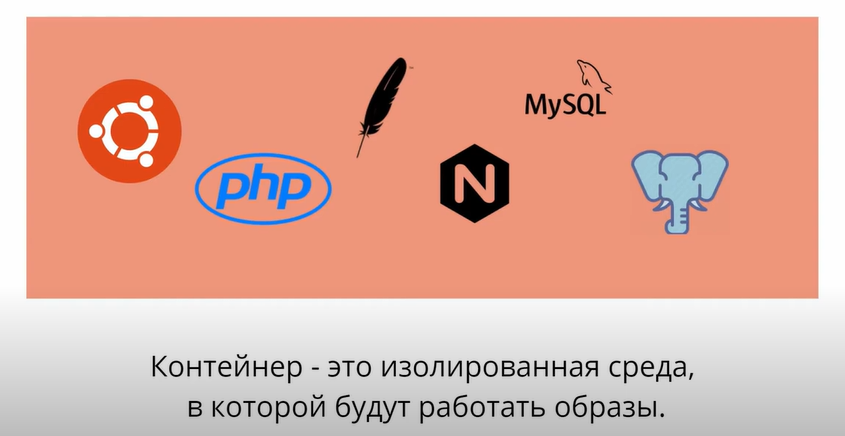 php
MySQL
N
Контейнер - это изолированная среда,
в которой будут работать образы.